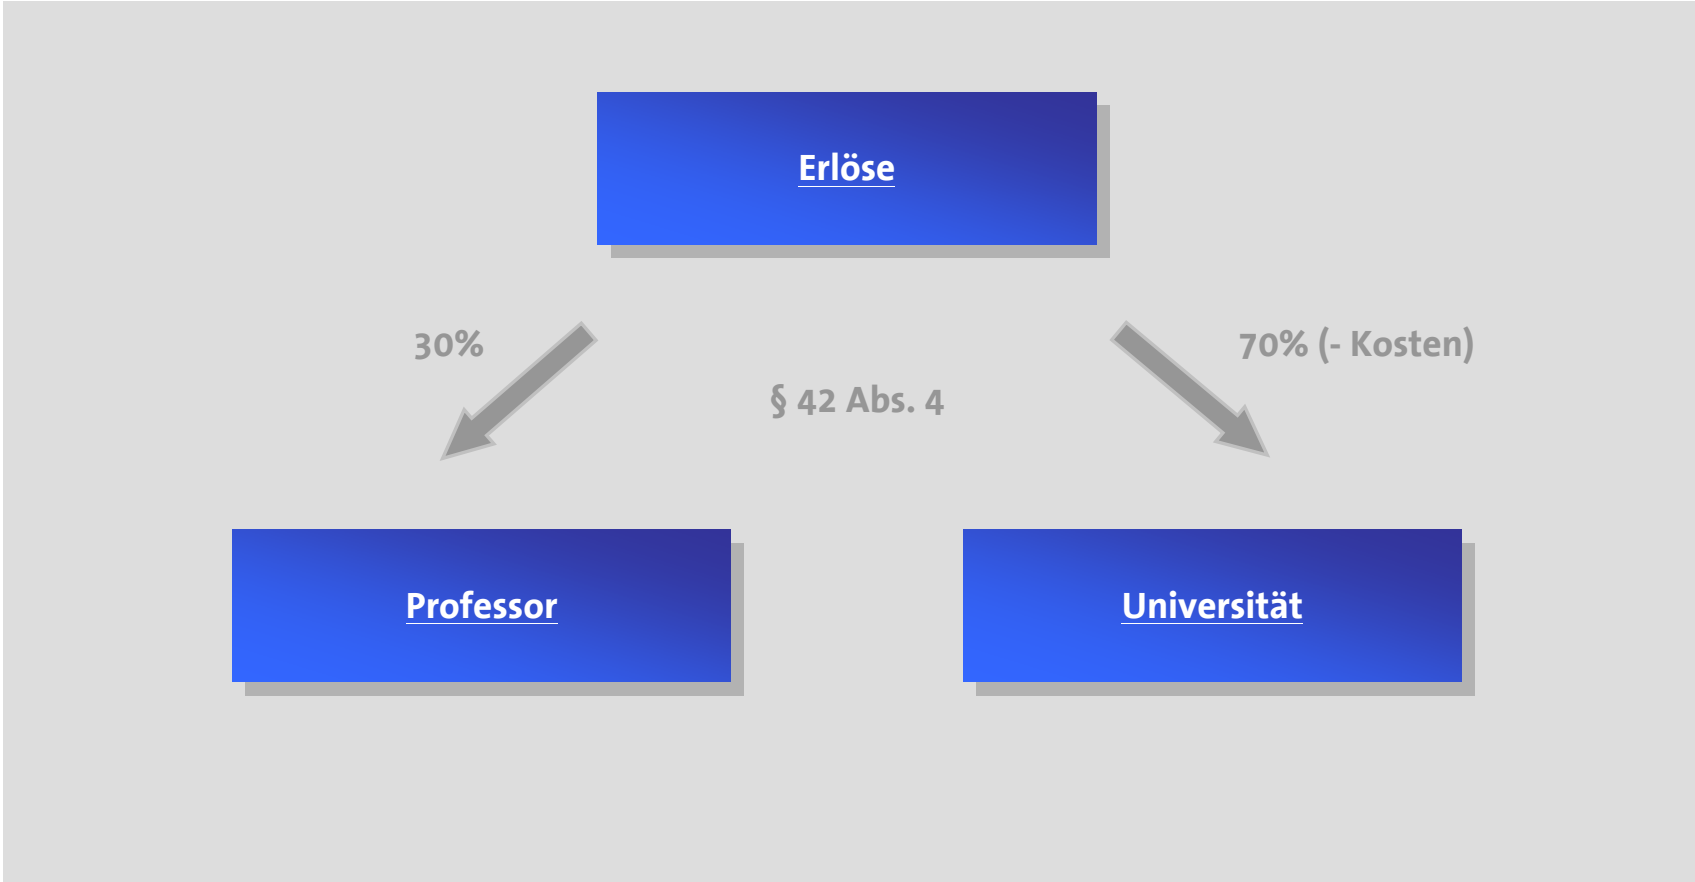 Erlöse
30%
70% (- Kosten)
§ 42 Abs. 4
Professor
Universität